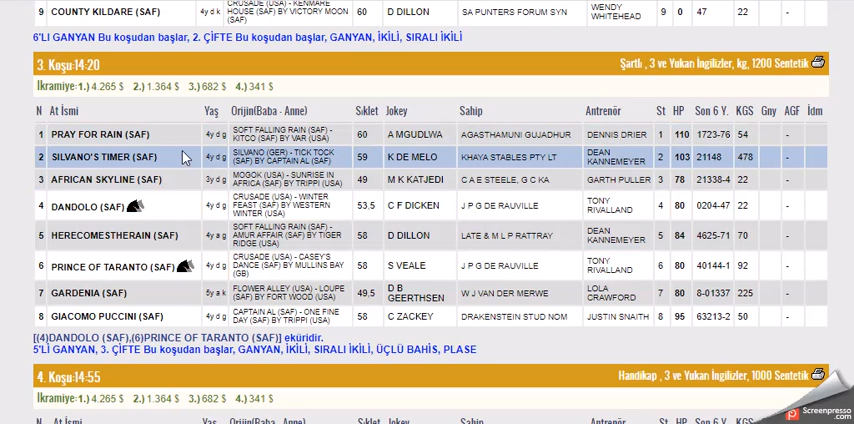 CRUSADE (USA) - KENMARE
9 COUNTY KILDARE (SAF) 4y d k HOUSE (SAF) BY VICTORY MOON (SAF) 60 D DILLON SA PUNTERS FORUM SYN WENDY WHITEHEAD 9 0 47 22 -
6'LI GANYAN Bu koşudan başlar, 2. ÇİFTE Bu koşudan başlar, GANYAN, İKİLİ, SIRALI İKİLİ
3. Koşu:14:20 Şartlı , 3 ve Yukarı İngilizler, kg, 1200 Sentetik
İkramiye:1.) 4.265 $ 2.) 1.364 $ 3.) 682 $ 4.) 341 $
N At İsmi Yaş Orijin(Baba - Anne) Sıklet Jokey Sahip Antrenör St HP Son 6 Y. KGS Gny AGF İdm
1 PRAY FOR RAIN (SAF) 4y d g SOFT FALLING RAIN (SAF) - KITCO (SAF) BY VAR (USA) 60 A MGUDLWA AGASTHAMUNI GUJADHUR DENNIS DRIER 1 110 1723-76 54 -
2 SILVANO'S TIMER (SAF) 4y d g SILVANO (GER) - TICK TOCK (SAF) BY CAPTAIN AL (SAF) 59 K DE MELO KHAYA STABLES PTY LT DEAN KANNEMEYER 2 103 21148 478 -
3 AFRICAN SKYLINE (SAF) 3y d g MOGOK (USA) - SUNRISE IN AFRICA (SAF) BY TRIPPI (USA) 49 M K KATJEDI C A E STEELE, G C KA GARTH PULLER 3 78 21338-4 22 -
4 DANDOLO (SAF) 4y d g CRUSADE (USA) - WINTER FEAST (SAF) BY WESTERN WINTER (USA) 53,5 C F DICKEN J P G DE RAUVILLE TONY RIVALLAND 4 80 0204-47 22 -
5 HERECOMESTHERAIN (SAF) 4y a g SOFT FALLING RAIN (SAF) - AMUR AFFAIR (SAF) BY TIGER RIDGE (USA) 58 D DILLON LATE & M L P RATTRAY DEAN KANNEMEYER 5 84 4625-71 70 -
6 PRINCE OF TARANTO (SAF) 4y d g CRUSADE (USA) - CASEY'S DANCE (SAF) BY MULLINS BAY (GB) 58 S VEALE J P G DE RAUVILLE TONY RIVALLAND 6 80 40144-1 92 -
7 GARDENIA (SAF) 5y a k FLOWER ALLEY (USA) - LOUPE (SAF) BY FORT WOOD (USA) 49,5 D B GEERTHSEN W J VAN DER MERWE LOLA CRAWFORD 7 80 8-01337 225 -
8 GIACOMO PUCCINI (SAF) 4y d g CAPTAIN AL (SAF) - ONE FINE DAY (SAF) BY TRIPPI (USA) 58 C ZACKEY DRAKENSTEIN STUD NOM JUSTIN SNAITH 8 95 63213-2 50 -
[(4)DANDOLO (SAF),(6)PRINCE OF TARANTO (SAF)] eküridir.
5'LI GANYAN, 3. ÇİFTE Bu koşudan başlar, GANYAN, İKİLİ, SIRALI İKİLİ, ÜÇLÜ BAHİS, PLASE
4. Koşu:14:55 Handikap , 3 ve Yukarı İngilizler, 1000 Sentetik
İkramiye:1.) 4.265 $ 2.) 1.364 $ 3.) 682 $ 4.) 341 $
Screenpresso
.com